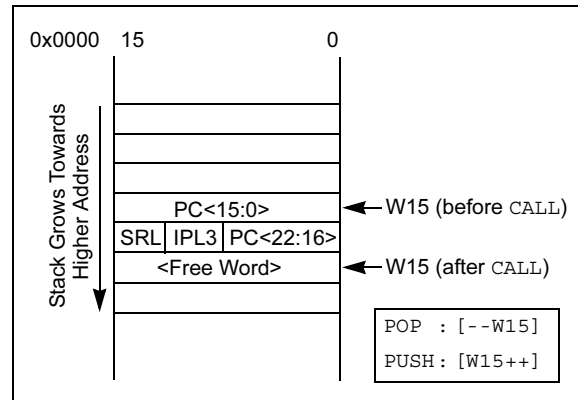 0x0000 15 0
Stack Grows Towards
Higher Address
PC<15:0>
W15 (before CALL)
SRL IPL3 PC<22:16>
<Free Word>
W15 (after CALL)
POP : [--W15]
PUSH : [W15++]